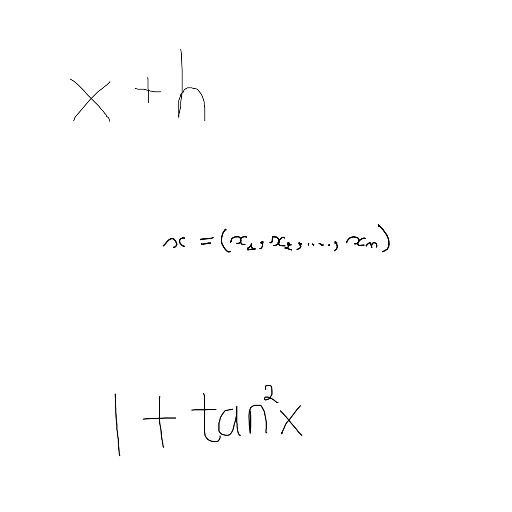 x + h
x = (x₁, x₂, ...., xₙ)
1 + tan²x